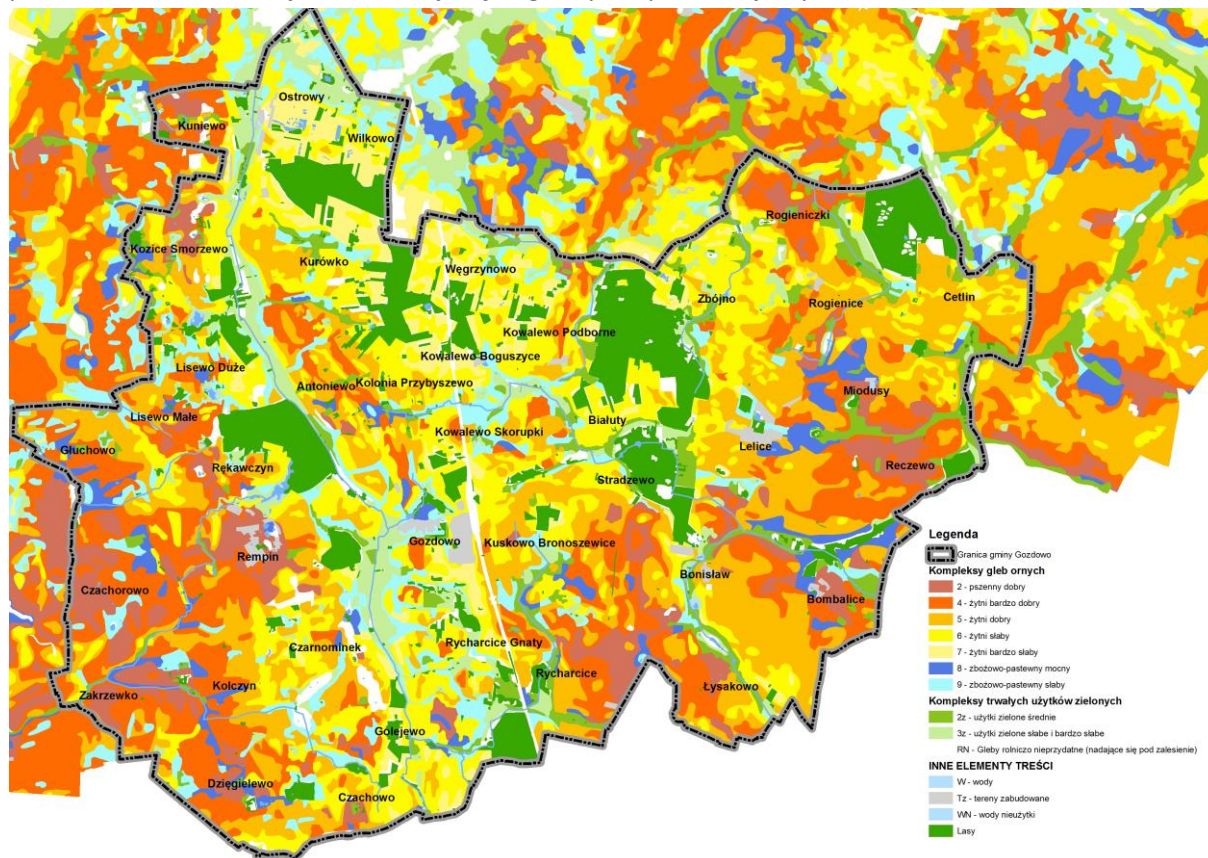 Ostrowy
Kuniewo
Wilkowo
Rogieniczki
Kozice Smorzewo
Kurówko
Węgrzynowo
Zbójno
Rogienice
Cetlin
Kowalewo Podborne
Kowalewo Boguszyce
Lisewo Duże
Antoniewo
Kolonia Przybyszewo
Miodusy
Lisewo Małe
Białuty
Kowalewo Skorupki
Głuchowo
Lelice
Rękawczyn
Reczewo
Stradzewo
Gozdowo
Kuskowo Bronoszewice
Rempin
Bonisław
Czachorowo
Bombalice
Czarnominek
Rycharcice Gnaty
Rycharcice
Zakrzewko
Kolczyn
Łysakowo
Golejewo
Dzięgielewo
Czachowo
Legenda
Granica gminy Gozdowo
Kompleksy gleb ornych
2 - pszenny dobry
4 - żytni bardzo dobry
5 - żytni dobry
6 - żytni słaby
7 - żytni bardzo słaby
8 - zbożowo-pastewny mocny
9 - zbożowo-pastewny słaby
Kompleksy trwałych użytków zielonych
2z - użytki zielone średnie
3z - użytki zielone słabe i bardzo słabe
RN - Gleby rolniczo nieprzydatne (nadające się pod zalesienie)
INNE ELEMENTY TREŚCI
W - wody
Tz - tereny zabudowane
WN - wody nieużytki
Lasy